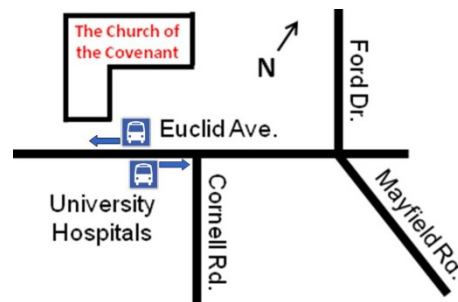 The Church of
the Covenant
N
Ford Dr.
Euclid Ave.
University
Hospitals
Cornell Rd.
Mayfield Rd.